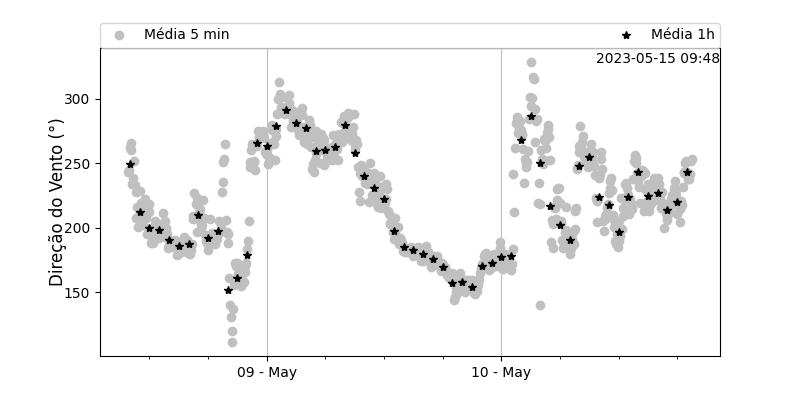 Média 5 min
Média 1h
2023-05-15 09:48
Direção do Vento (°)
300
250
200
150
09 - May
10 - May